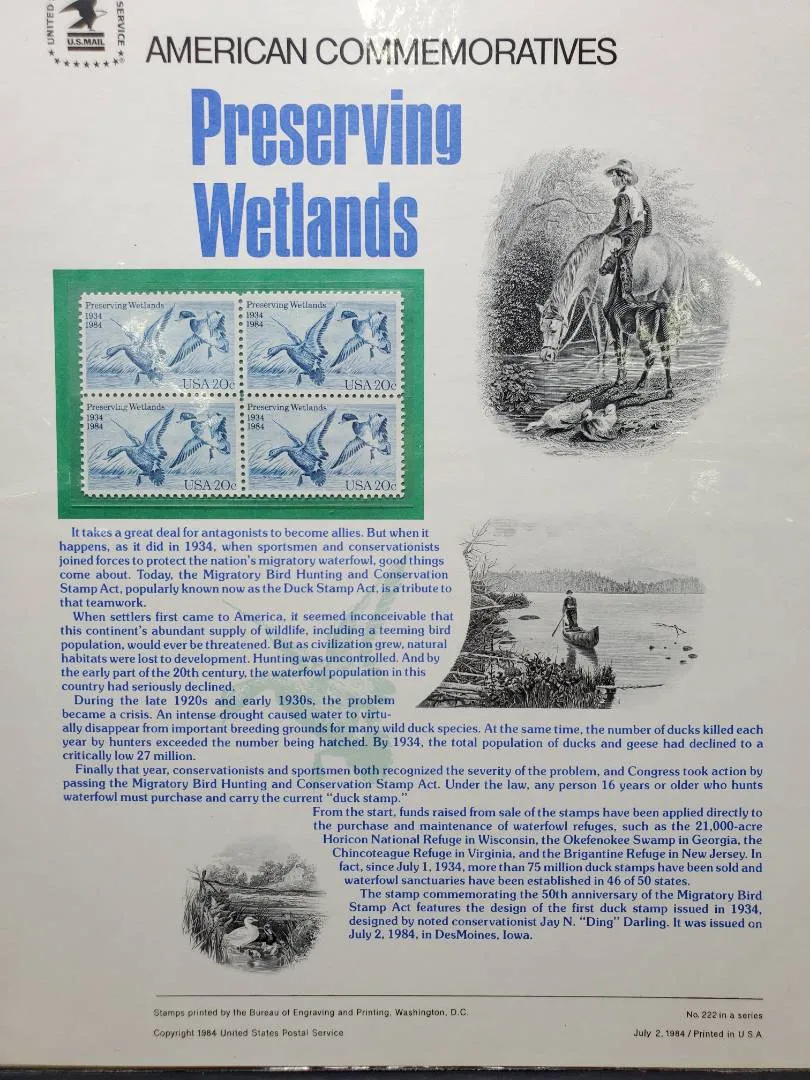 UNITED S
SERVICE
U.S.MAIL
AMERICAN COMMEMORATIVES
Preserving
Wetlands
Preserving Wetlands
1934
1984
USA 20c
Preserving Wetlands
1934
1984
USA 20c
Preserving Wetlands
1934
1984
USA 20c
Preserving Wetlands
1934
1984
USA 20c
It takes a great deal for antagonists to become allies. But when it
happens, as it did in 1934, when sportsmen and conservationists
joined forces to protect the nation's migratory waterfowl, good things
come about. Today, the Migratory Bird Hunting and Conservation
Stamp Act, popularly known now as the Duck Stamp Act, is a tribute to
that teamwork.
When settlers first came to America, it seemed inconceivable that
this continent's abundant supply of wildlife, including a teeming bird
population, would ever be threatened. But as civilization grew, natural
habitats were lost to development. Hunting was uncontrolled. And by
the early part of the 20th century, the waterfowl population in this
country had seriously declined.
During the late 1920s and early 1930s, the problem
became a crisis. An intense drought caused water to virtu-
ally disappear from important breeding grounds for many wild duck species. At the same time, the number of ducks killed each
year by hunters exceeded the number being hatched. By 1934, the total population of ducks and geese had declined to a
critically low 27 million.
Finally that year, conservationists and sportsmen both recognized the severity of the problem, and Congress took action by
passing the Migratory Bird Hunting and Conservation Stamp Act. Under the law, any person 16 years or older who hunts
waterfowl must purchase and carry the current "duck stamp."
From the start, funds raised from sale of the stamps have been applied directly to
the purchase and maintenance of waterfowl refuges, such as the 21,000-acre
Horicon National Refuge in Wisconsin, the Okefenokee Swamp in Georgia, the
Chincoteague Refuge in Virginia, and the Brigantine Refuge in New Jersey. In
fact, since July 1, 1934, more than 75 million duck stamps have been sold and
waterfowl sanctuaries have been established in 46 of 50 states.
The stamp commemorating the 50th anniversary of the Migratory Bird
Stamp Act features the design of the first duck stamp issued in 1934,
designed by noted conservationist Jay N. "Ding" Darling. It was issued on
July 2, 1984, in DesMoines, Iowa.
Stamps printed by the Bureau of Engraving and Printing, Washington, D.C.
No. 222 in a series
Copyright 1984 United States Postal Service
July 2, 1984 / Printed in U S A